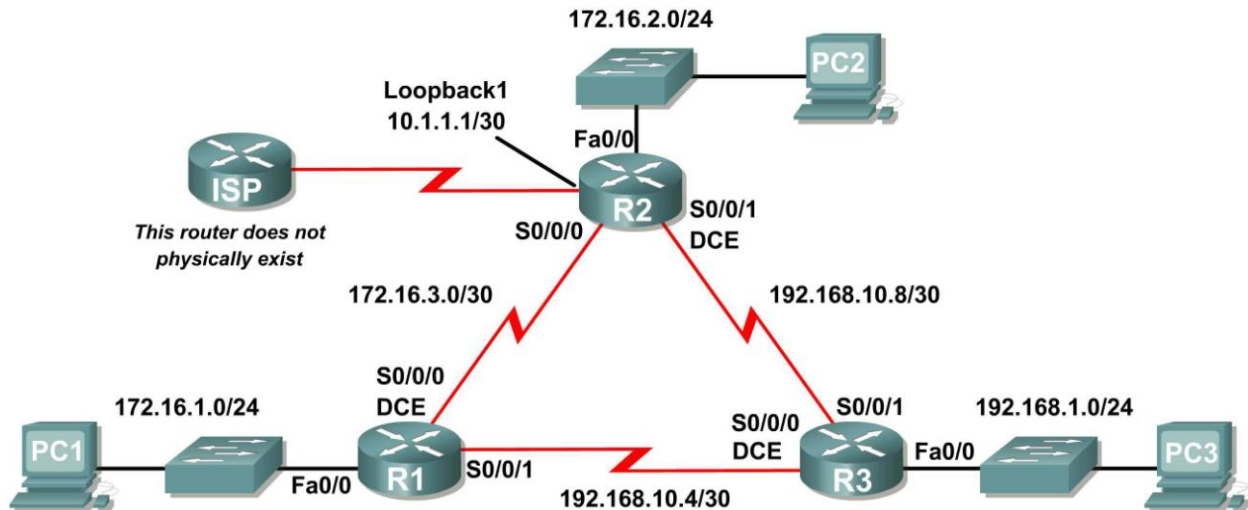 172.16.2.0/24
PC2
Loopback1
10.1.1.1/30
Fa0/0
ISP
R2
This router does not
physically exist
S0/0/0
S0/0/1
DCE
172.16.3.0/30
192.168.10.8/30
S0/0/0
DCE
172.16.1.0/24
PC1
Fa0/0
R1
S0/0/1
192.168.10.4/30
S0/0/0
DCE
S0/0/1
R3
Fa0/0
192.168.1.0/24
PC3